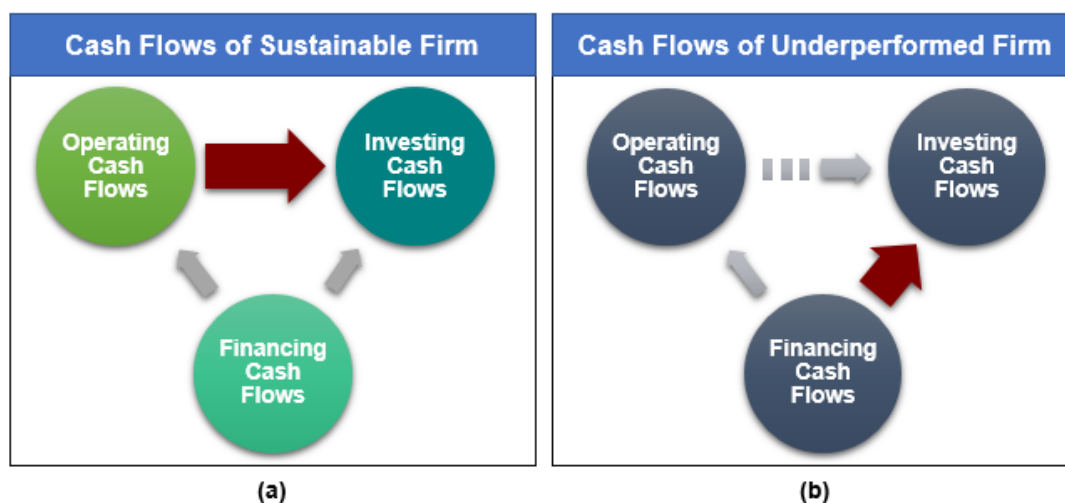 Cash Flows of Sustainable Firm
Operating
Cash
Flows
Investing
Cash
Flows
Financing
Cash
Flows
(a)
Cash Flows of Underperformed Firm
Operating
Cash
Flows
Investing
Cash
Flows
Financing
Cash
Flows
(b)